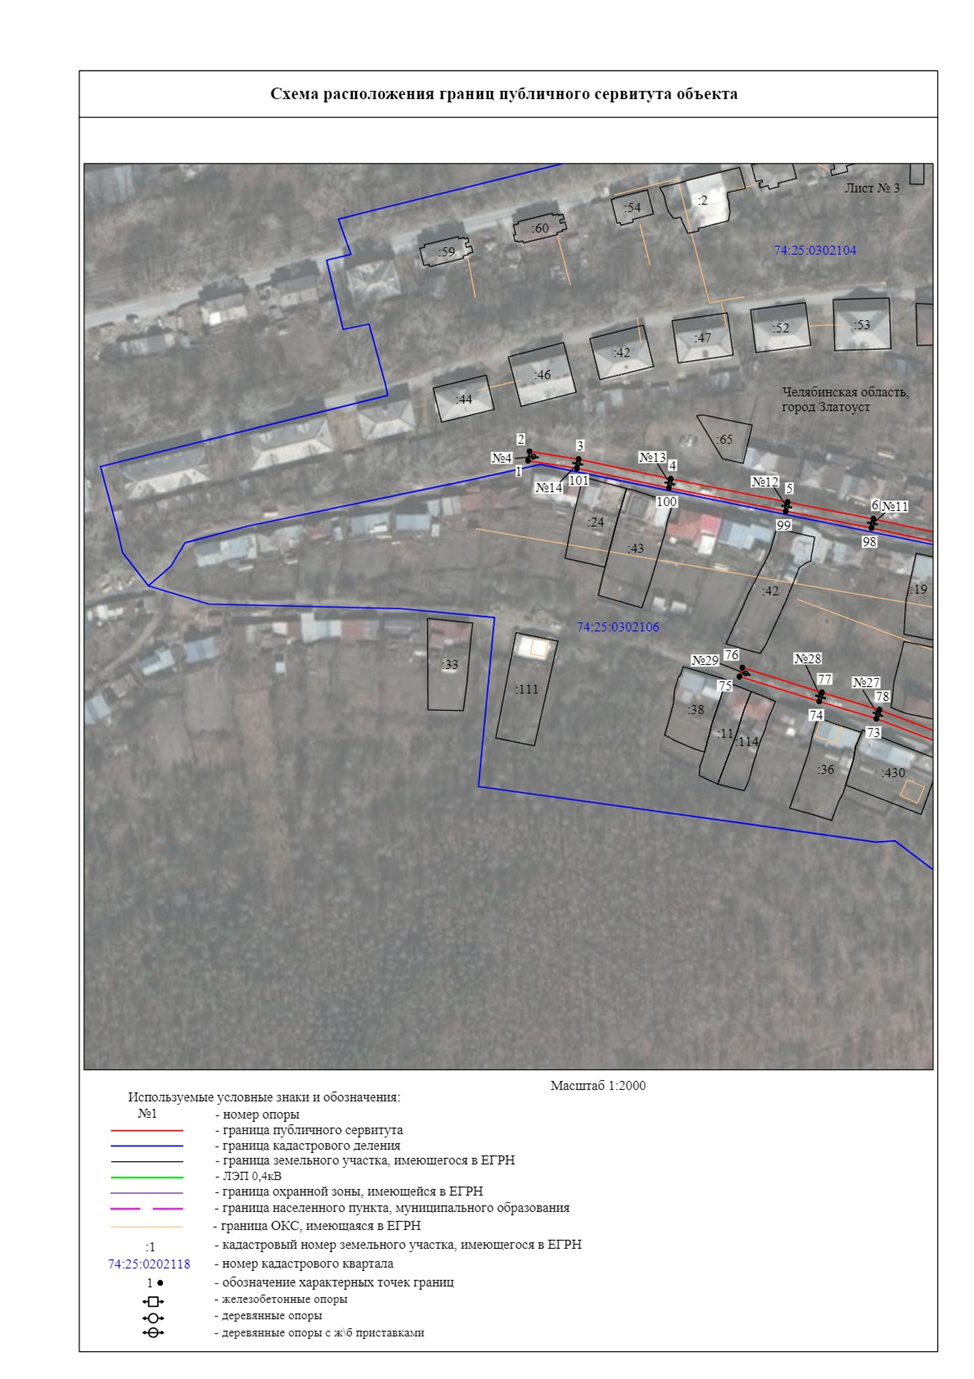 Схема расположения границ публичного сервитута объекта
Лист № 3
:2
:54
:60
:59
74:25:0302104
:53
:52
:47
:42
:46
:44
Челябинская область,
город Златоуст
:65
2
3
№4
1
№14
101
№13
4
100
№12
5
99
6
№11
98
:24
:43
:42
:19
74:25:0302106
:33
:111
№29
76
75
№28
77
74
№27
78
73
:38
:11
:114
:36
:430
Масштаб 1:2000
Используемые условные знаки и обозначения:
№1 - номер опоры
- граница публичного сервитута
- граница кадастрового деления
- граница земельного участка, имеющегося в ЕГРН
- ЛЭП 0,4кВ
- граница охранной зоны, имеющейся в ЕГРН
- граница населенного пункта, муниципального образования
- граница ОКС, имеющаяся в ЕГРН
:1 - кадастровый номер земельного участка, имеющегося в ЕГРН
74:25:0202118 - номер кадастрового квартала
1 - обозначение характерных точек границ
- железобетонные опоры
- деревянные опоры
- деревянные опоры с ж\б приставками